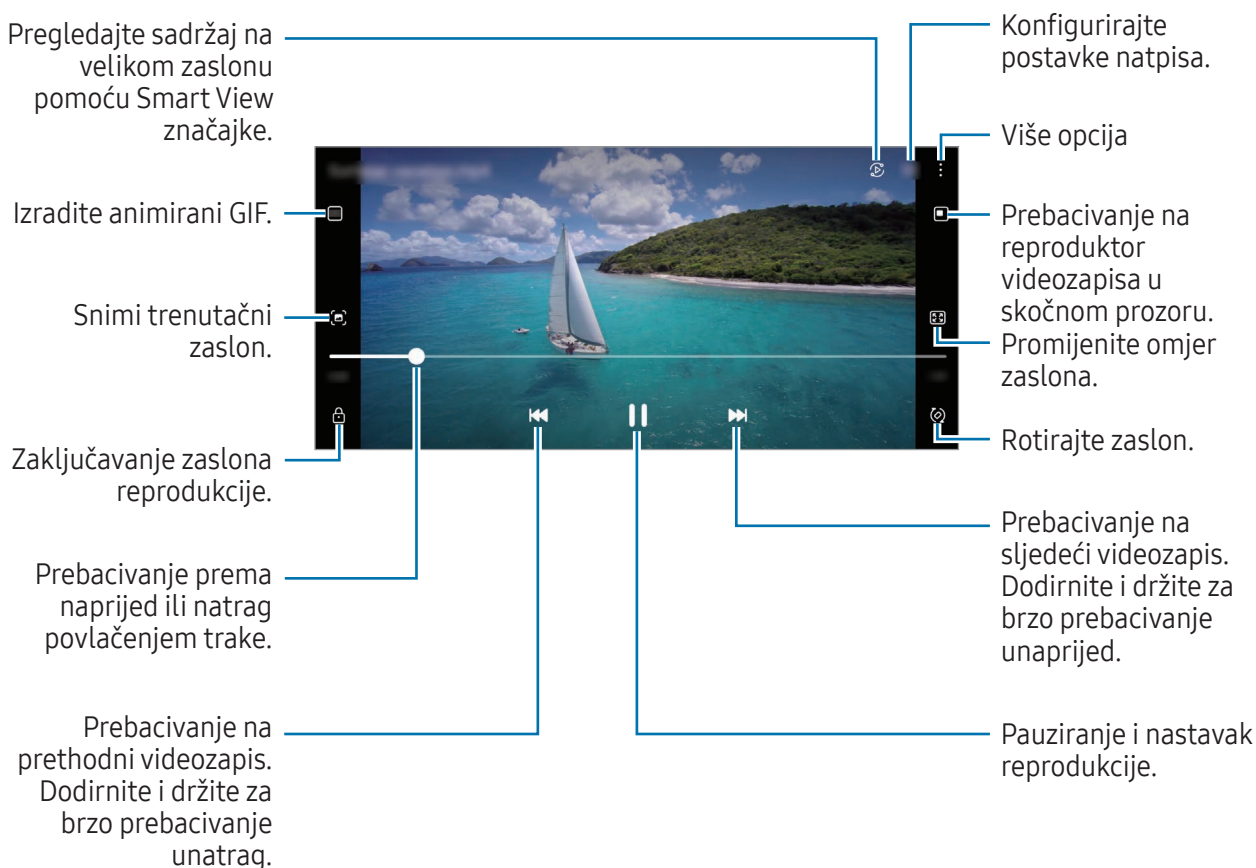 Pregledajte sadržaj na
velikom zaslonu
pomoću Smart View
značajke.
Izradite animirani GIF.
Snimi trenutačni
zaslon.
Zaključavanje zaslona
reprodukcije.
Prebacivanje prema
naprijed ili natrag
povlačenjem trake.
Prebacivanje na
prethodni videozapis.
Dodirnite i držite za
brzo prebacivanje
unatrag.
Konfigurirajte
postavke natpisa.
Više opcija
Prebacivanje na
reproduktor
videozapisa u
skočnom prozoru.
Promijenite omjer
zaslona.
Rotirajte zaslon.
Prebacivanje na
sljedeći videozapis.
Dodirnite i držite za
brzo prebacivanje
unaprijed.
Pauziranje i nastavak
reprodukcije.